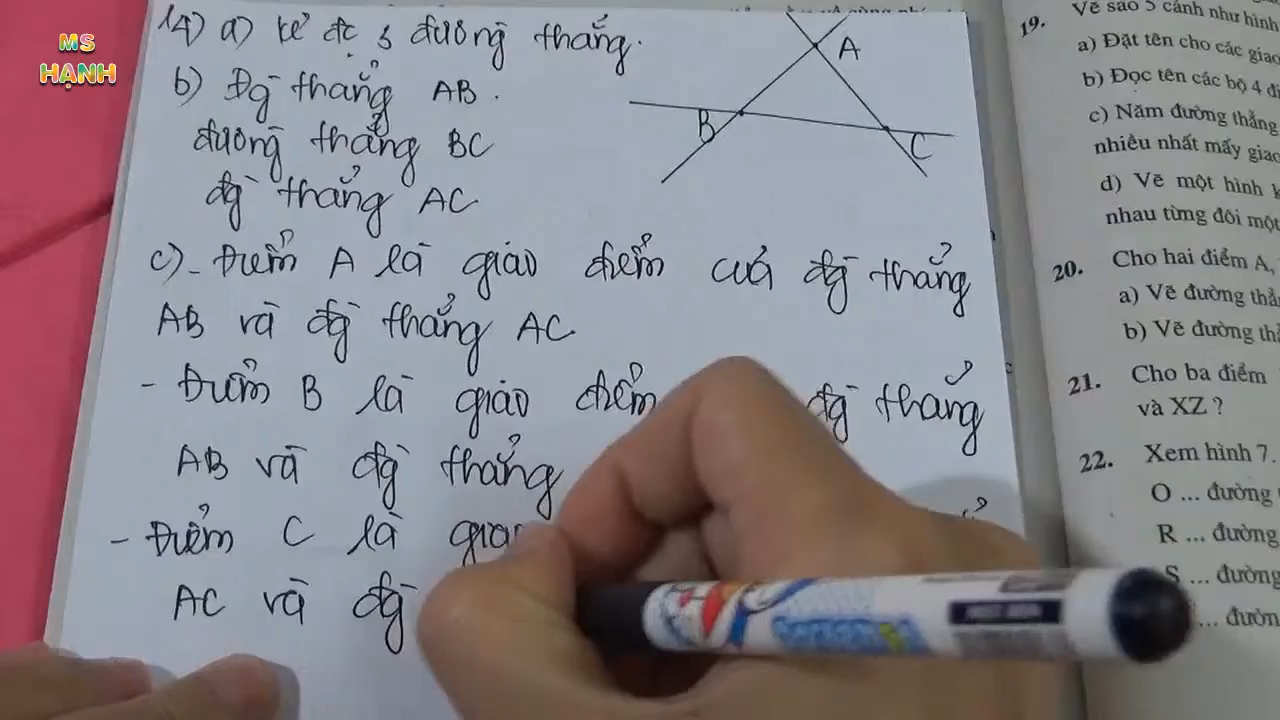 MS
HẠNH
14) a) kẻ đc 3 đường thẳng.
b) Đg thẳng AB.
đường thẳng BC
đg thẳng AC
c) - Điểm A là giao điểm của đg thẳng
AB và đg thẳng AC
- Điểm B là giao điểm đg thẳng
AB và đg thẳng
- Điểm C là giao
AC và đg
A
B
C
19. Vẽ sao 5 cánh như hình
a) Đặt tên cho các giao
b) Đọc tên các bộ 4 đi
c) Năm đường thẳng
nhiều nhất mấy giao
d) Vẽ một hình k
nhau từng đôi một
20. Cho hai điểm A,
a) Vẽ đường thẳ
b) Vẽ đường thẳ
21. Cho ba điểm
và XZ ?
22. Xem hình 7.
O ... đường
R ... đường
S ... đường
... đườn